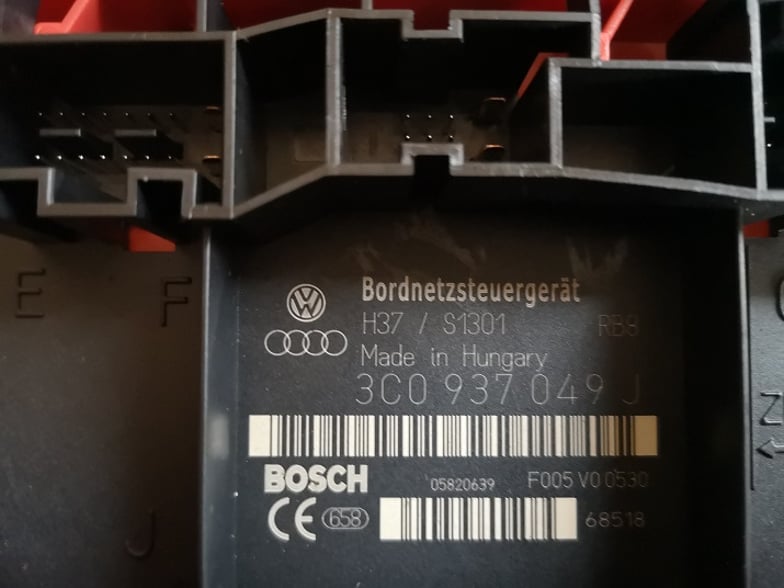 E F
Bordnetzsteuergerät
H37 / S1301 RB8
Made in Hungary
3C0 937 049 J
Z
BOSCH 05820639 F005 V0 0530
CE 658 68518
J